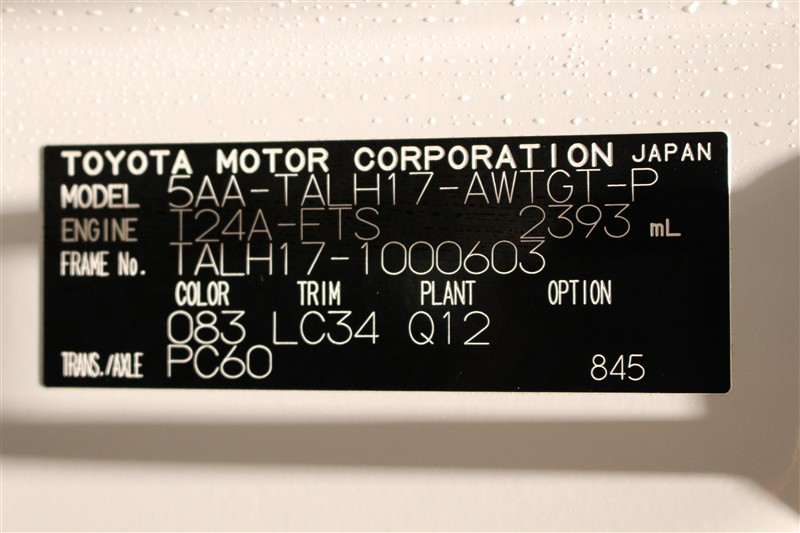 TOYOTA MOTOR CORPORATION JAPAN
MODEL 5AA-TALH17-AWTGT-P
ENGINE T24A-FTS 2393 mL
FRAME No. TALH17-1000603
COLOR TRIM PLANT OPTION
083 LC34 Q12
TRANS./AXLE PC60 845